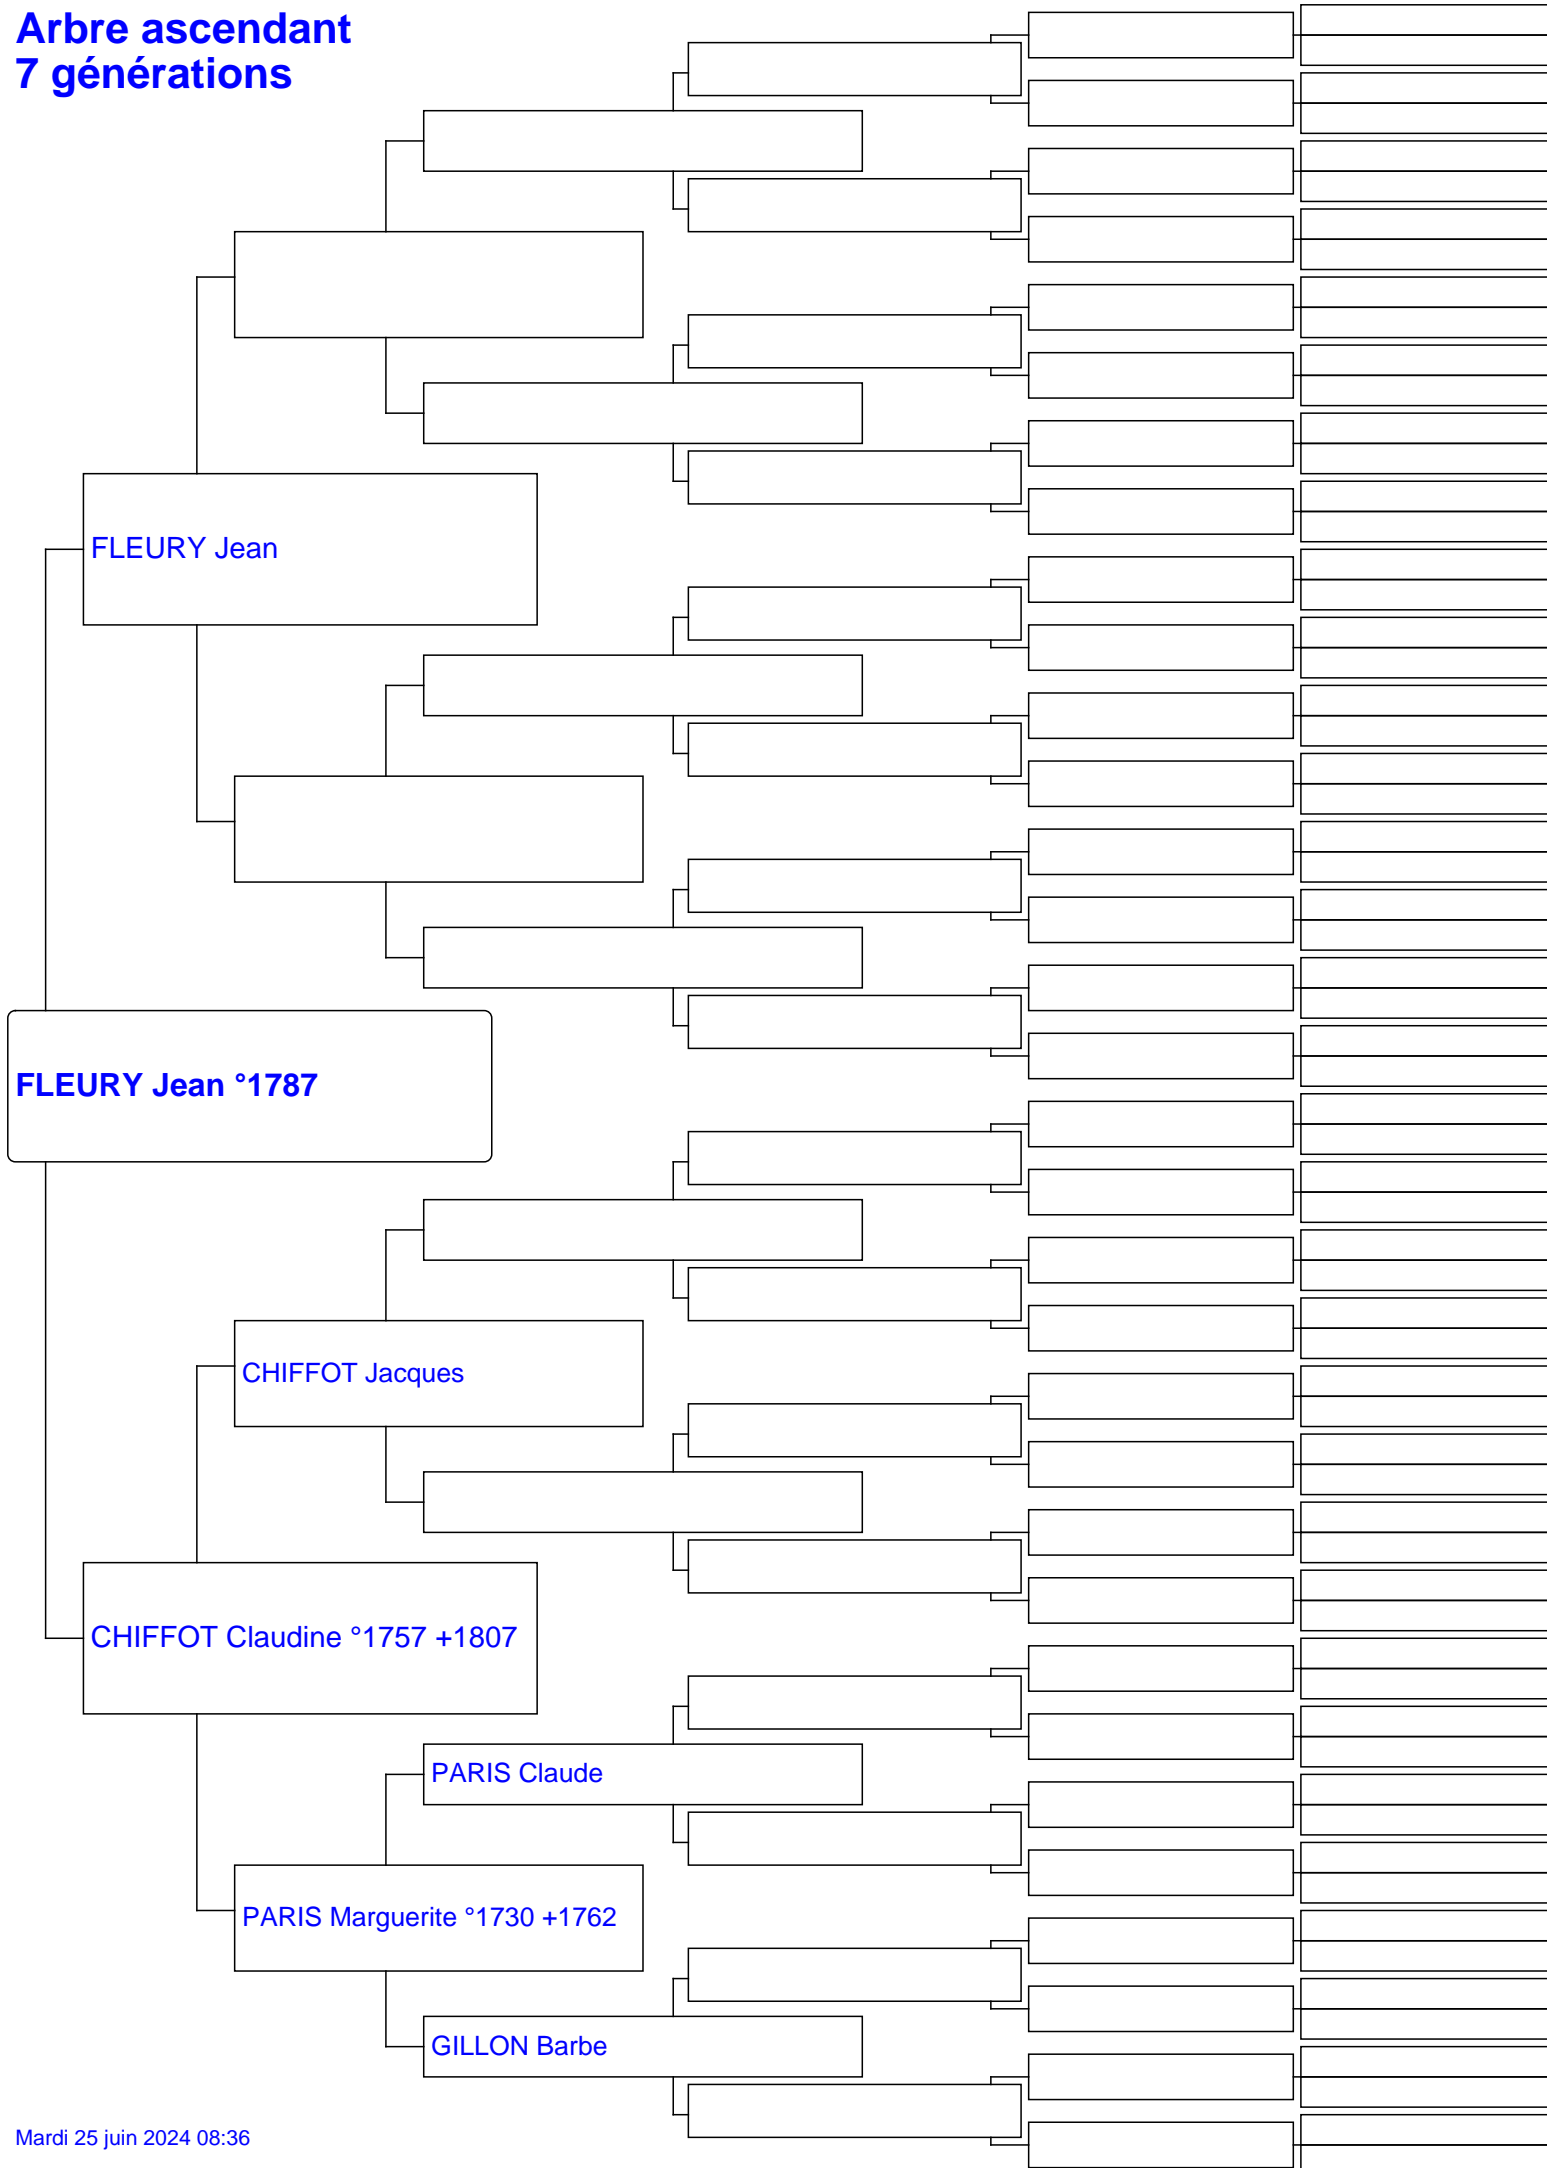 Arbre ascendant
7 générations
FLEURY Jean
FLEURY Jean °1787
CHIFFOT Jacques
CHIFFOT Claudine °1757 +1807
PARIS Claude
PARIS Marguerite °1730 +1762
GILLON Barbe
Mardi 25 juin 2024 08:36